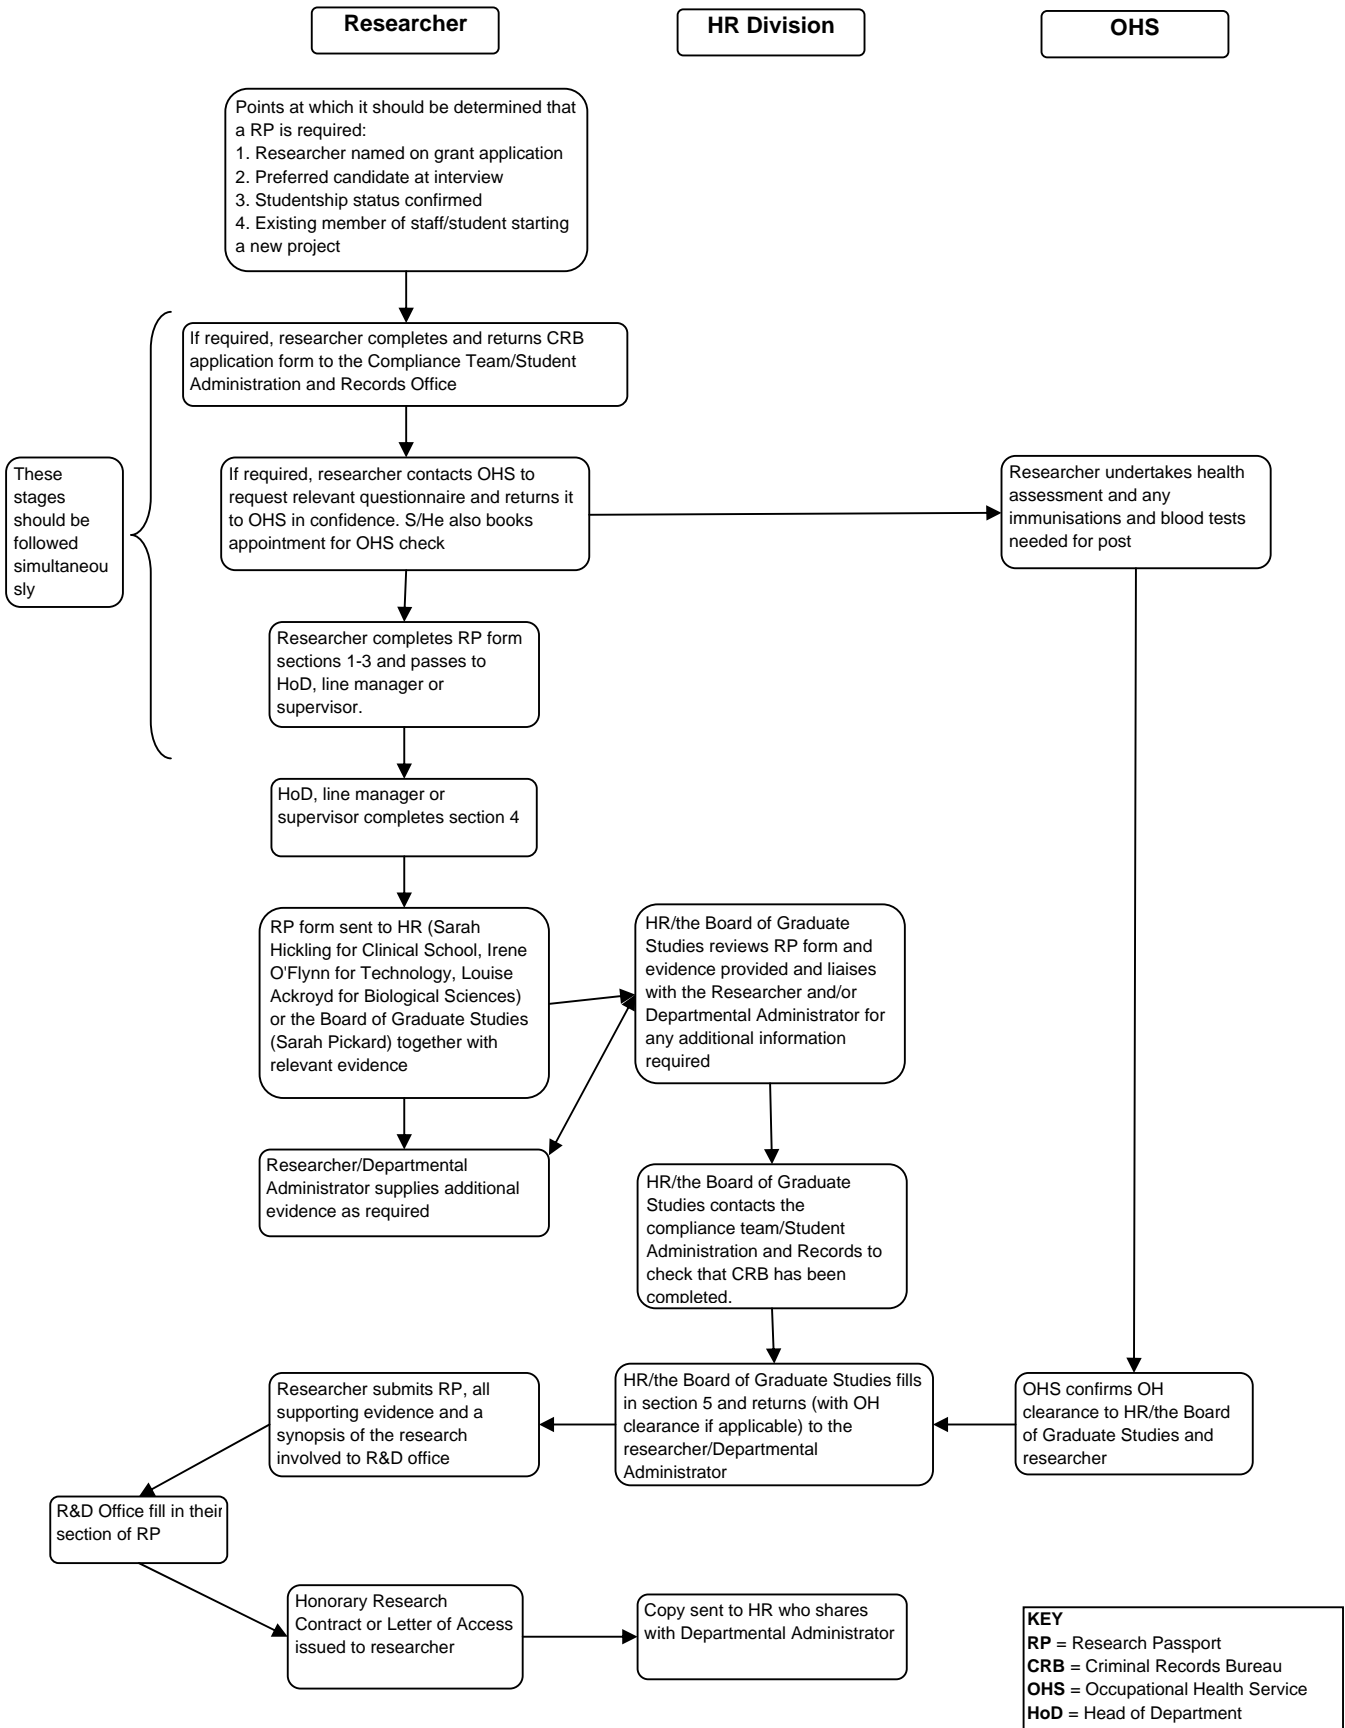 Researcher
HR Division
OHS
Points at which it should be determined that
a RP is required:
1. Researcher named on grant application
2. Preferred candidate at interview
3. Studentship status confirmed
4. Existing member of staff/student starting
a new project
If required, researcher completes and returns CRB
application form to the Compliance Team/Student
Administration and Records Office
These
stages
should be
followed
simultaneou
sly
If required, researcher contacts OHS to
request relevant questionnaire and returns it
to OHS in confidence. S/He also books
appointment for OHS check
Researcher undertakes health
assessment and any
immunisations and blood tests
needed for post
Researcher completes RP form
sections 1-3 and passes to
HoD, line manager or
supervisor.
HoD, line manager or
supervisor completes section 4
RP form sent to HR (Sarah
Hickling for Clinical School, Irene
O'Flynn for Technology, Louise
Ackroyd for Biological Sciences)
or the Board of Graduate Studies
(Sarah Pickard) together with
relevant evidence
HR/the Board of Graduate
Studies reviews RP form and
evidence provided and liaises
with the Researcher and/or
Departmental Administrator for
any additional information
required
Researcher/Departmental
Administrator supplies additional
evidence as required
HR/the Board of Graduate
Studies contacts the
compliance team/Student
Administration and Records to
check that CRB has been
completed.
Researcher submits RP, all
supporting evidence and a
synopsis of the research
involved to R&D office
HR/the Board of Graduate Studies fills
in section 5 and returns (with OH
clearance if applicable) to the
researcher/Departmental
Administrator
OHS confirms OH
clearance to HR/the Board
of Graduate Studies and
researcher
R&D Office fill in their
section of RP
Honorary Research
Contract or Letter of Access
issued to researcher
Copy sent to HR who shares
with Departmental Administrator
KEY
RP = Research Passport
CRB = Criminal Records Bureau
OHS = Occupational Health Service
HoD = Head of Department